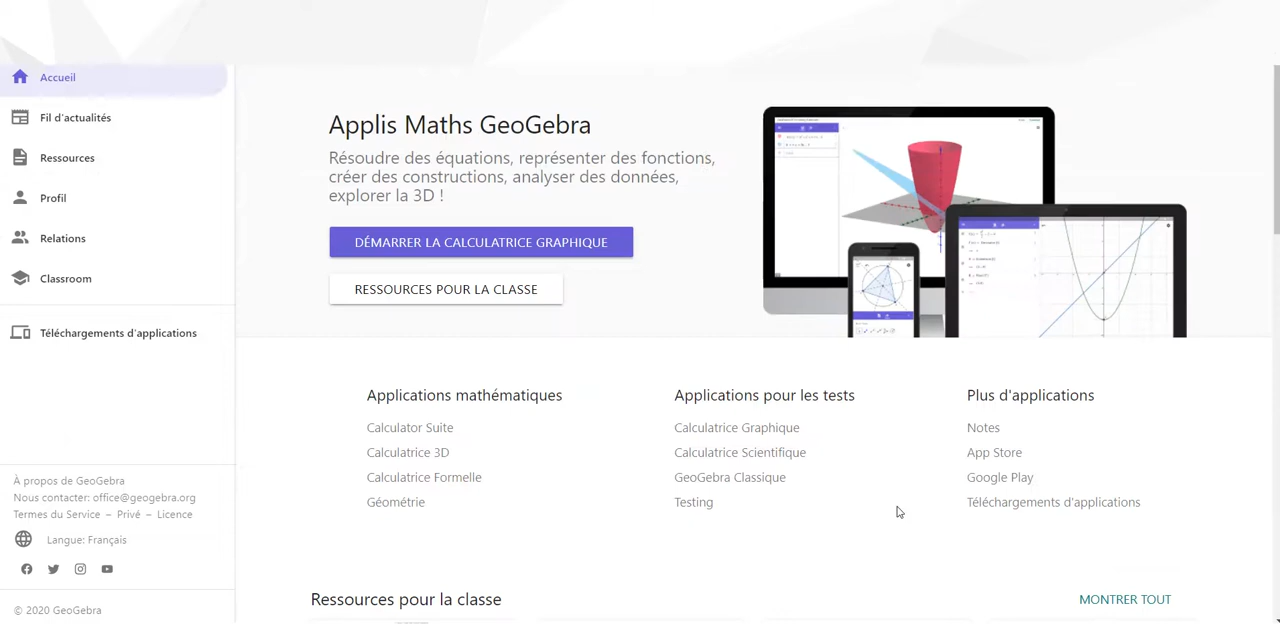 Accueil
Fil d'actualités
Ressources
Profil
Relations
Classroom
Téléchargements d'applications
À propos de GeoGebra
Nous contacter: office@geogebra.org
Termes du Service – Privé – Licence
Langue: Français
© 2020 GeoGebra
Applis Maths GeoGebra
Résoudre des équations, représenter des fonctions,
créer des constructions, analyser des données,
explorer la 3D !
DÉMARRER LA CALCULATRICE GRAPHIQUE
RESSOURCES POUR LA CLASSE
Applications mathématiques
Calculator Suite
Calculatrice 3D
Calculatrice Formelle
Géométrie
Applications pour les tests
Calculatrice Graphique
Calculatrice Scientifique
GeoGebra Classique
Testing
Plus d'applications
Notes
App Store
Google Play
Téléchargements d'applications
Ressources pour la classe
MONTRER TOUT